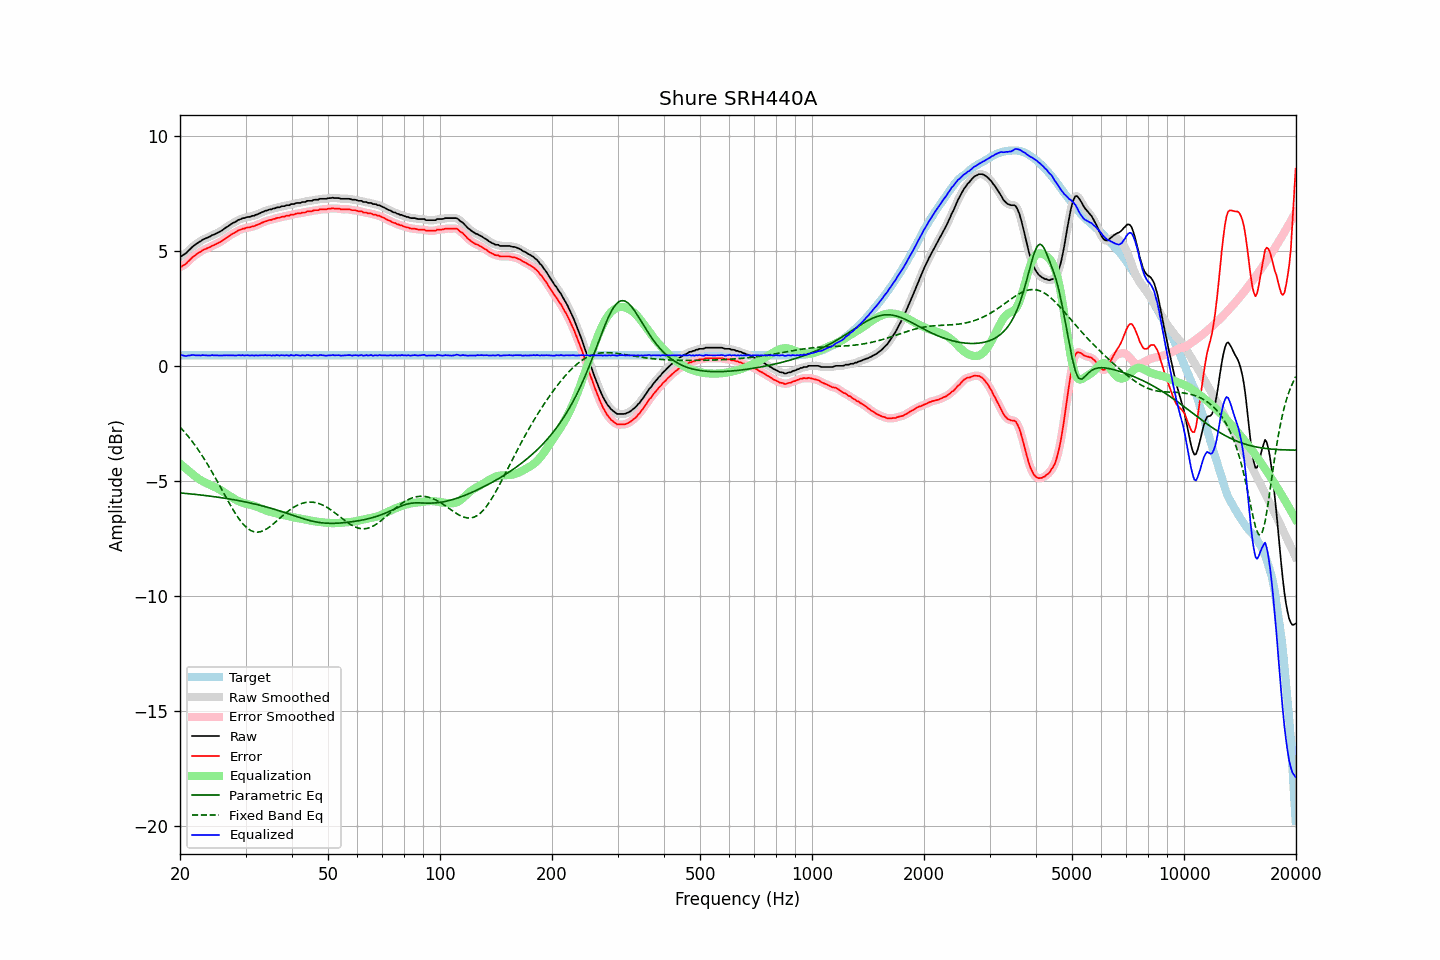 Shure SRH440A
Amplitude (dBr)
10
5
0
−5
−10
−15
−20
Target
Raw Smoothed
Error Smoothed
Raw
Error
Equalization
Parametric Eq
Fixed Band Eq
Equalized
20 50 100 200 500 1000 2000 5000 10000 20000
Frequency (Hz)